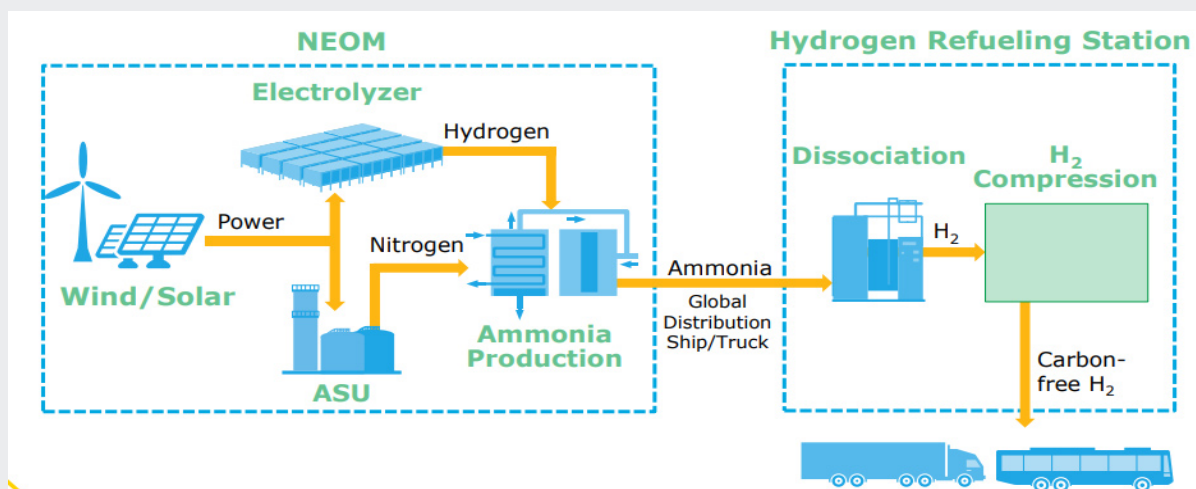 NEOM
Hydrogen Refueling Station
Electrolyzer
Hydrogen
Dissociation
H₂
Compression
Power
Nitrogen
H₂
Wind/Solar
Ammonia
Global
Distribution
Ship/Truck
Ammonia
Production
ASU
Carbon-
free H₂